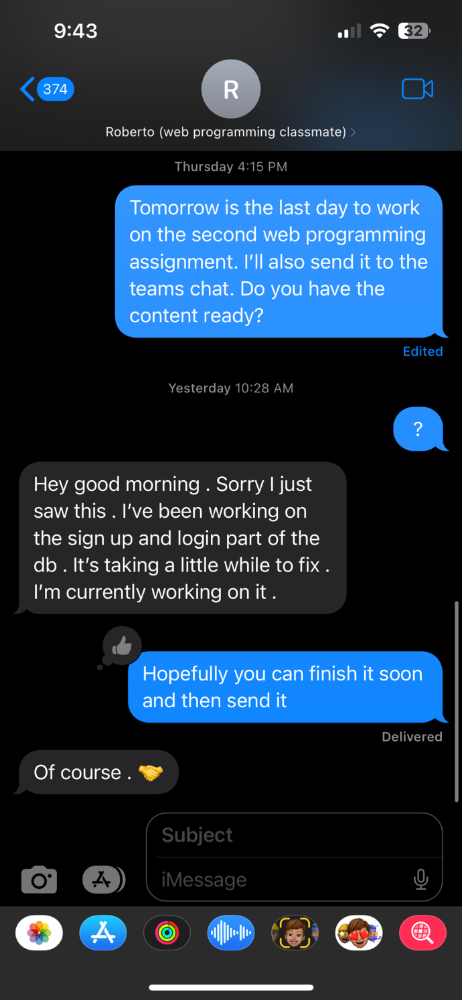 9:43
32
374
R
Roberto (web programming classmate)
Thursday 4:15 PM
Tomorrow is the last day to work
on the second web programming
assignment. I’ll also send it to the
teams chat. Do you have the
content ready?
Edited
Yesterday 10:28 AM
?
Hey good morning . Sorry I just
saw this . I’ve been working on
the sign up and login part of the
db . It’s taking a little while to fix .
I’m currently working on it .
Hopefully you can finish it soon
and then send it
Delivered
Of course . 🤝
Subject
iMessage